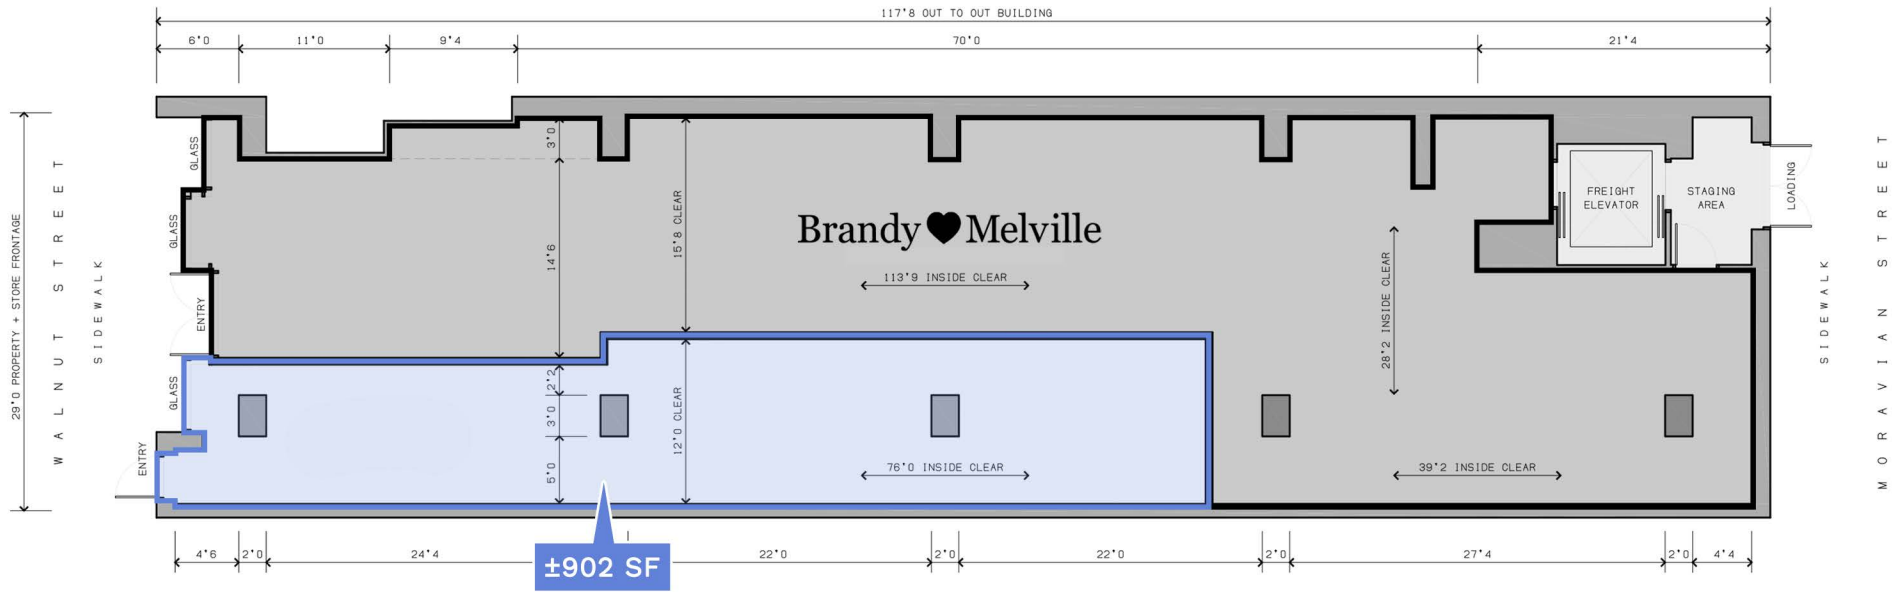 117'8 OUT TO OUT BUILDING
6'0
11'0
9'4
70'0
21'4
29'0 PROPERTY + STORE FRONTAGE
WALNUT STREET
SIDEWALK
GLASS
GLASS
ENTRY
GLASS
ENTRY
3'0
14'6
2'2
3'0
5'0
15'8 CLEAR
12'0 CLEAR
Brandy Melville
113'9 INSIDE CLEAR
76'0 INSIDE CLEAR
28'2 INSIDE CLEAR
39'2 INSIDE CLEAR
FREIGHT
ELEVATOR
STAGING
AREA
LOADING
SIDEWALK
MORAVIAN STREET
4'6
2'0
24'4
±902 SF
22'0
2'0
22'0
2'0
27'4
2'0
4'4